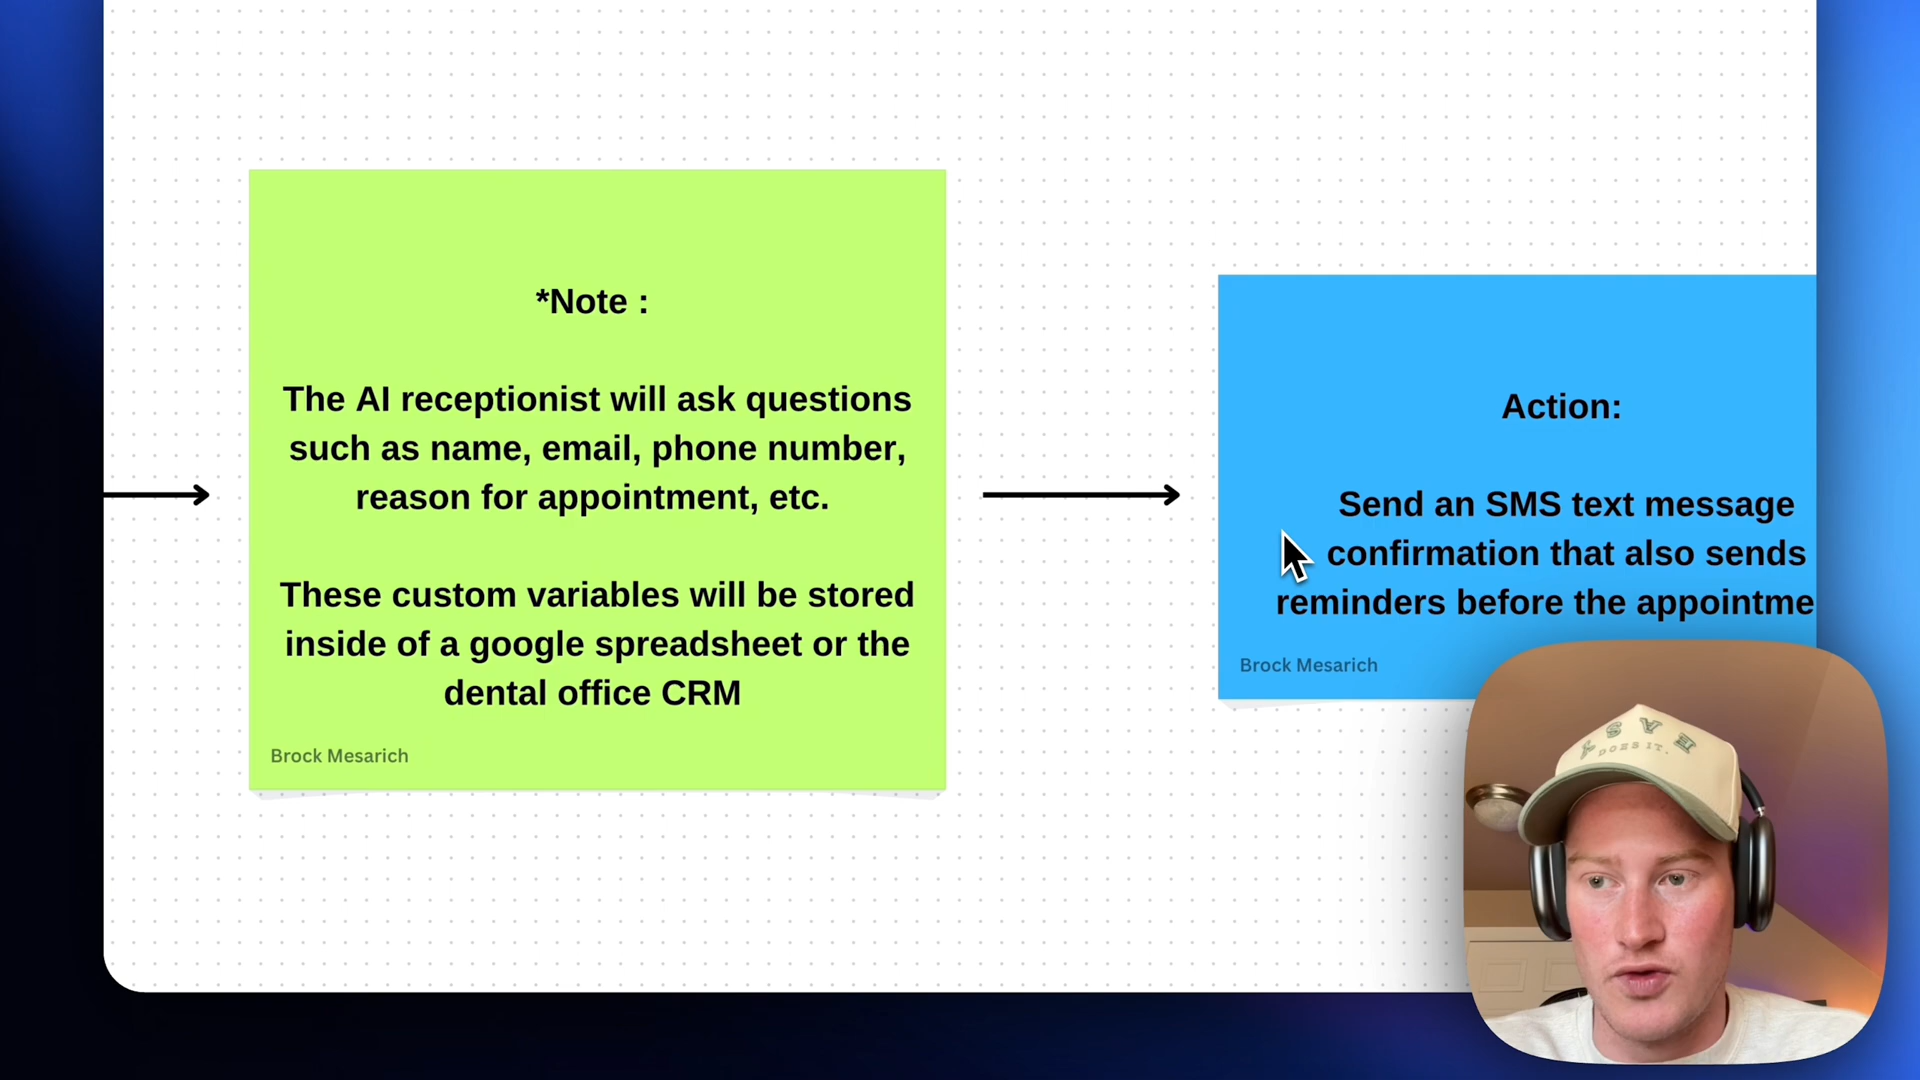 *Note :
The AI receptionist will ask questions
such as name, email, phone number,
reason for appointment, etc.
These custom variables will be stored
inside of a google spreadsheet or the
dental office CRM
Brock Mesarich
Action:
Send an SMS text message
confirmation that also sends
reminders before the appointme
Brock Mesarich
DOES IT.